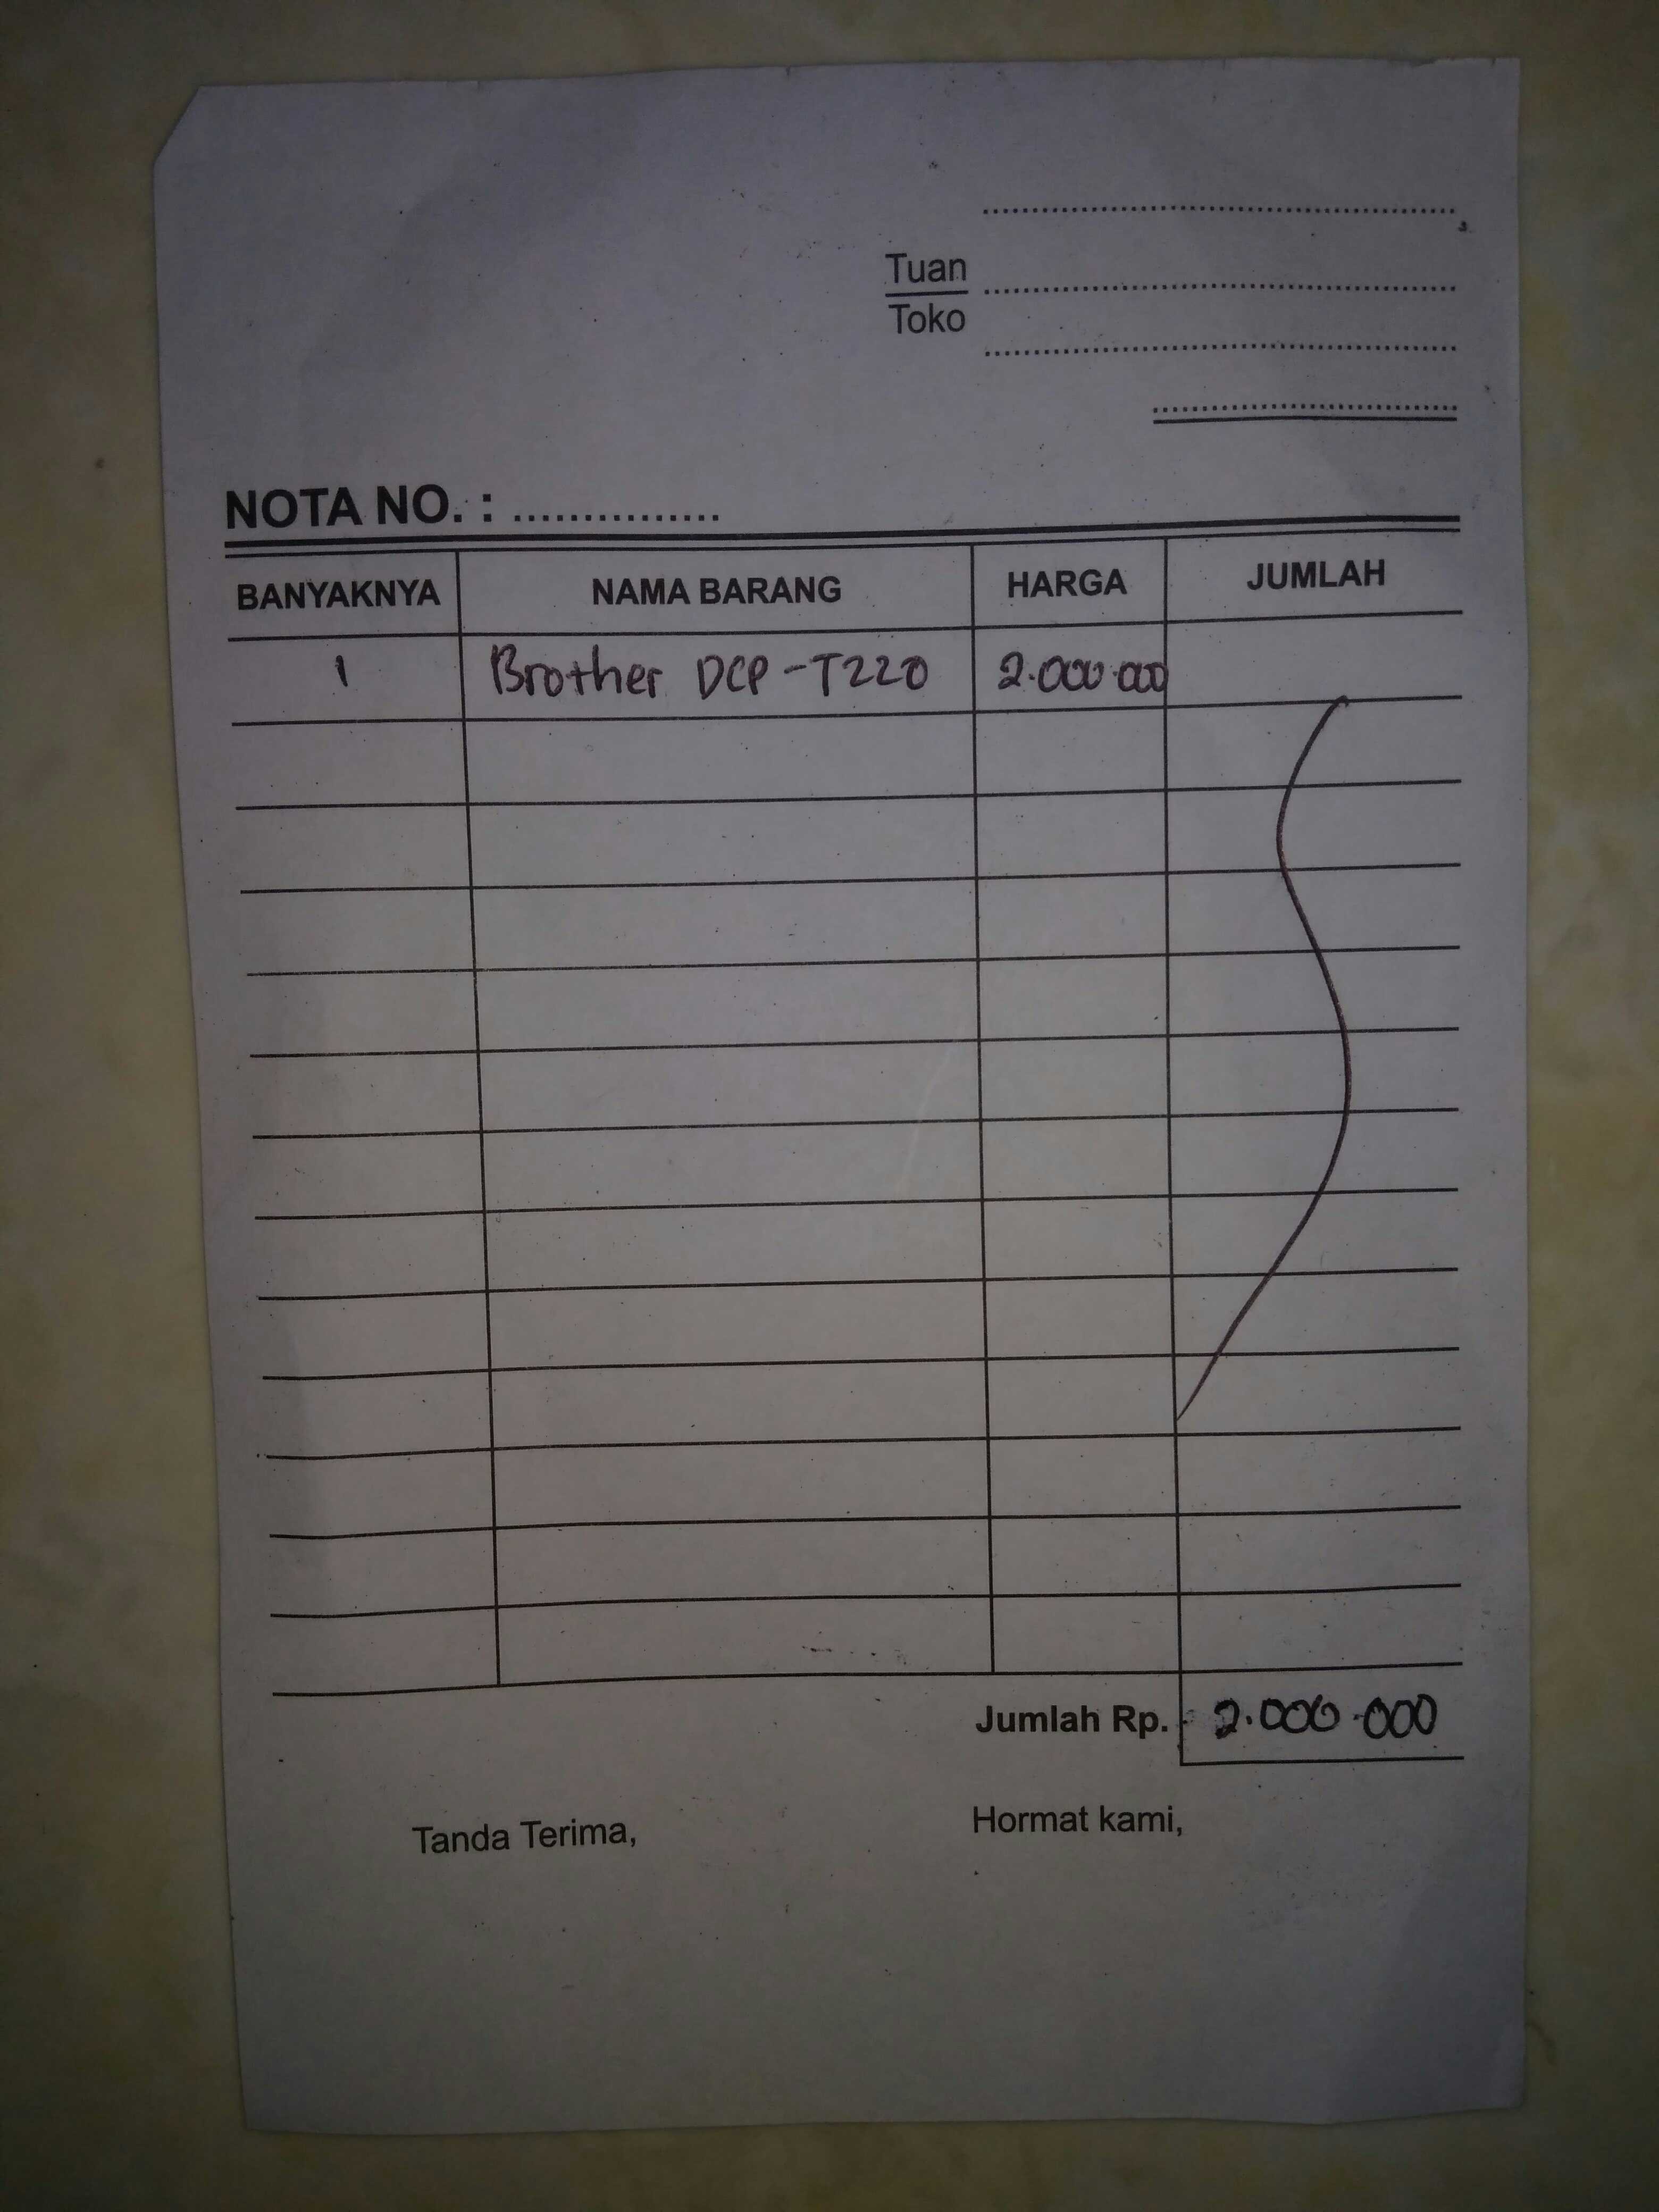 Tuan
Toko
NOTA NO. : ...............
BANYAKNYA NAMA BARANG HARGA JUMLAH
1 Brother DCP-T220 2.000.000
Jumlah Rp. 2.000.000
Tanda Terima, Hormat kami,